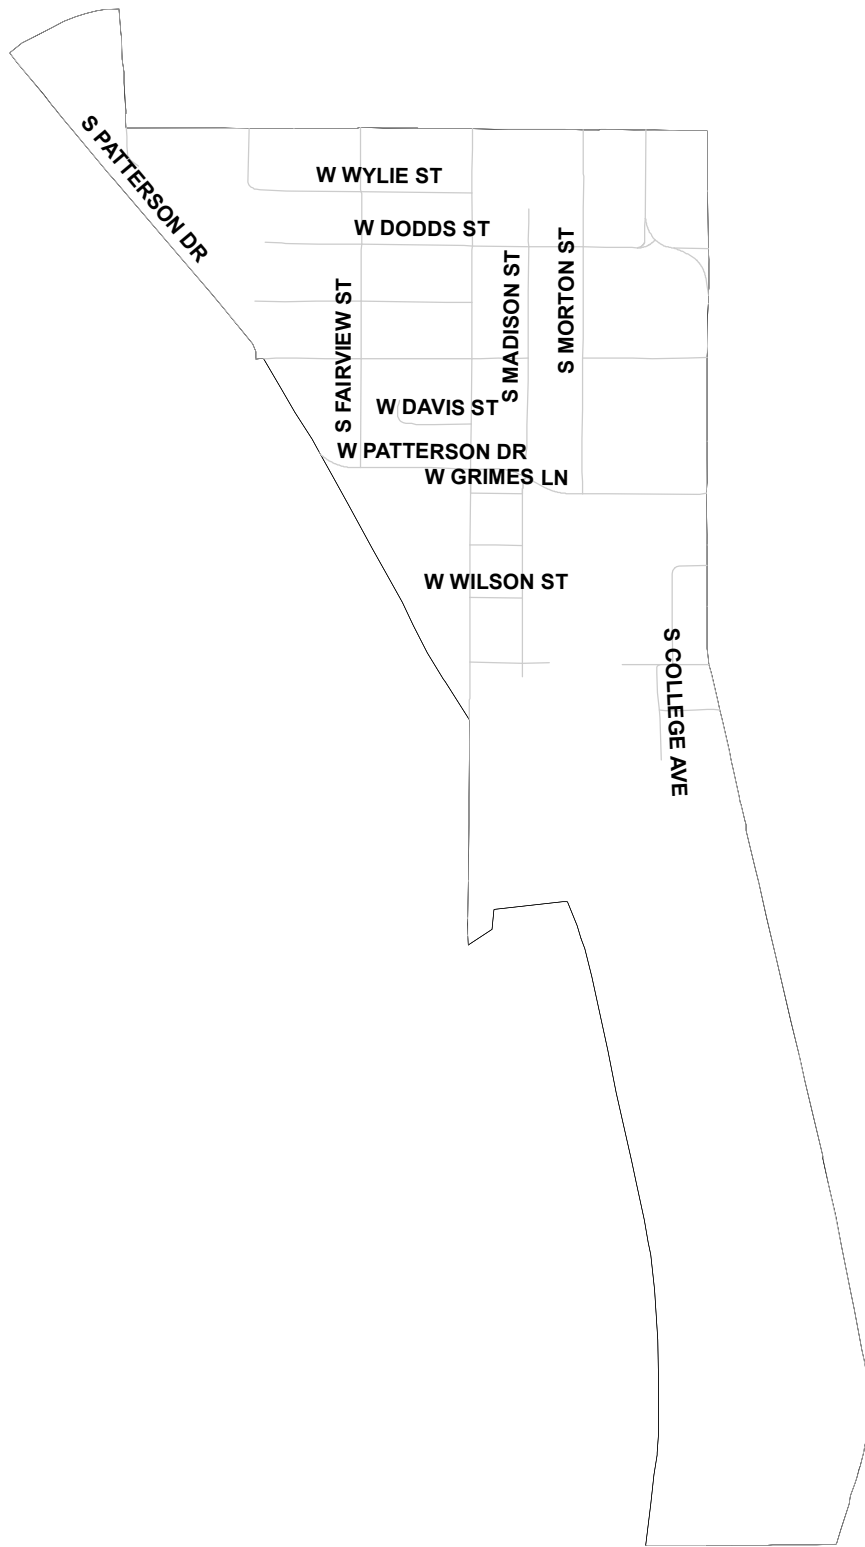 S PATTERSON DR
W WYLIE ST
W DODDS ST
S FAIRVIEW ST
S MADISON ST
S MORTON ST
W DAVIS ST
W PATTERSON DR
W GRIMES LN
W WILSON ST
S COLLEGE AVE